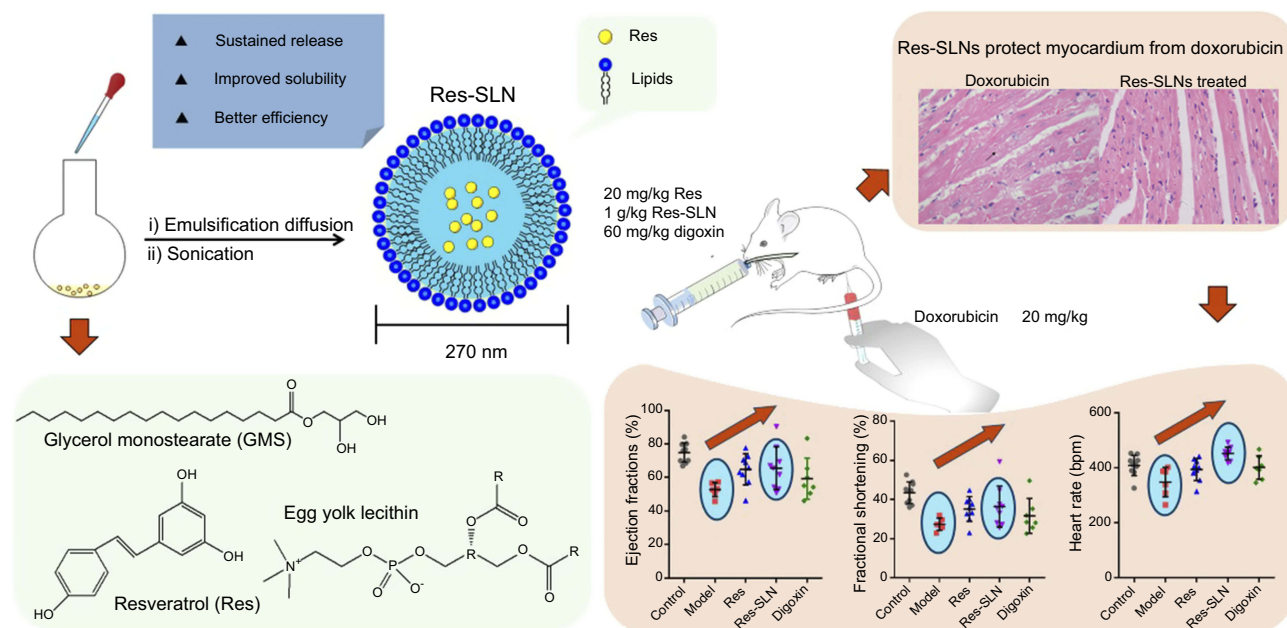 Sustained release
Improved solubility
Better efficiency
Res
Lipids
Res-SLN
i) Emulsification diffusion
ii) Sonication
270 nm
20 mg/kg Res
1 g/kg Res-SLN
60 mg/kg digoxin
Doxorubicin 20 mg/kg
Res-SLNs protect myocardium from doxorubicin
Doxorubicin
Res-SLNs treated
O
O
OH
OH
Glycerol monostearate (GMS)
OH
OH
HO
Resveratrol (Res)
Egg yolk lecithin
R
O
O
O
O
R
R
O
O
P
O
O-
N+
Ejection fractions (%)
100
80
60
40
20
0
Control
Model
Res
Res-SLN
Digoxin
Fractional shortening (%)
80
60
40
20
0
Control
Model
Res
Res-SLN
Digoxin
Heart rate (bpm)
600
400
200
0
Control
Model
Res
Res-SLN
Digoxin